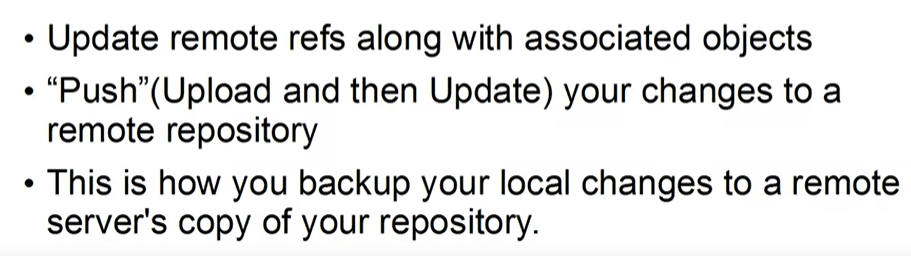 • Update remote refs along with associated objects
• “Push”(Upload and then Update) your changes to a
remote repository
• This is how you backup your local changes to a remote
server's copy of your repository.